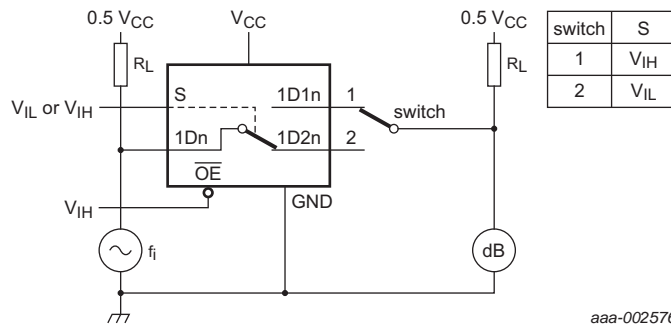 0.5 VCC
VCC
0.5 VCC
switch S
1 VIH
2 VIL
RL
RL
VIL or VIH
S
1D1n
1
switch
1Dn
1D2n
2
OE
VIH
GND
fi
dB
aaa-002576